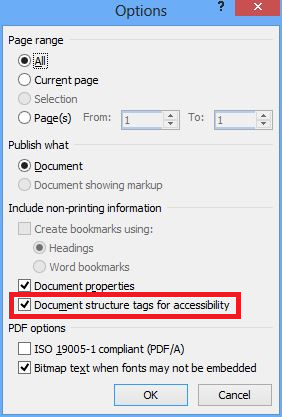 Options
Page range
All
Current page
Selection
Page(s) From: 1 To: 1
Publish what
Document
Document showing markup
Include non-printing information
Create bookmarks using:
Headings
Word bookmarks
Document properties
Document structure tags for accessibility
PDF options
ISO 19005-1 compliant (PDF/A)
Bitmap text when fonts may not be embedded
OK Cancel